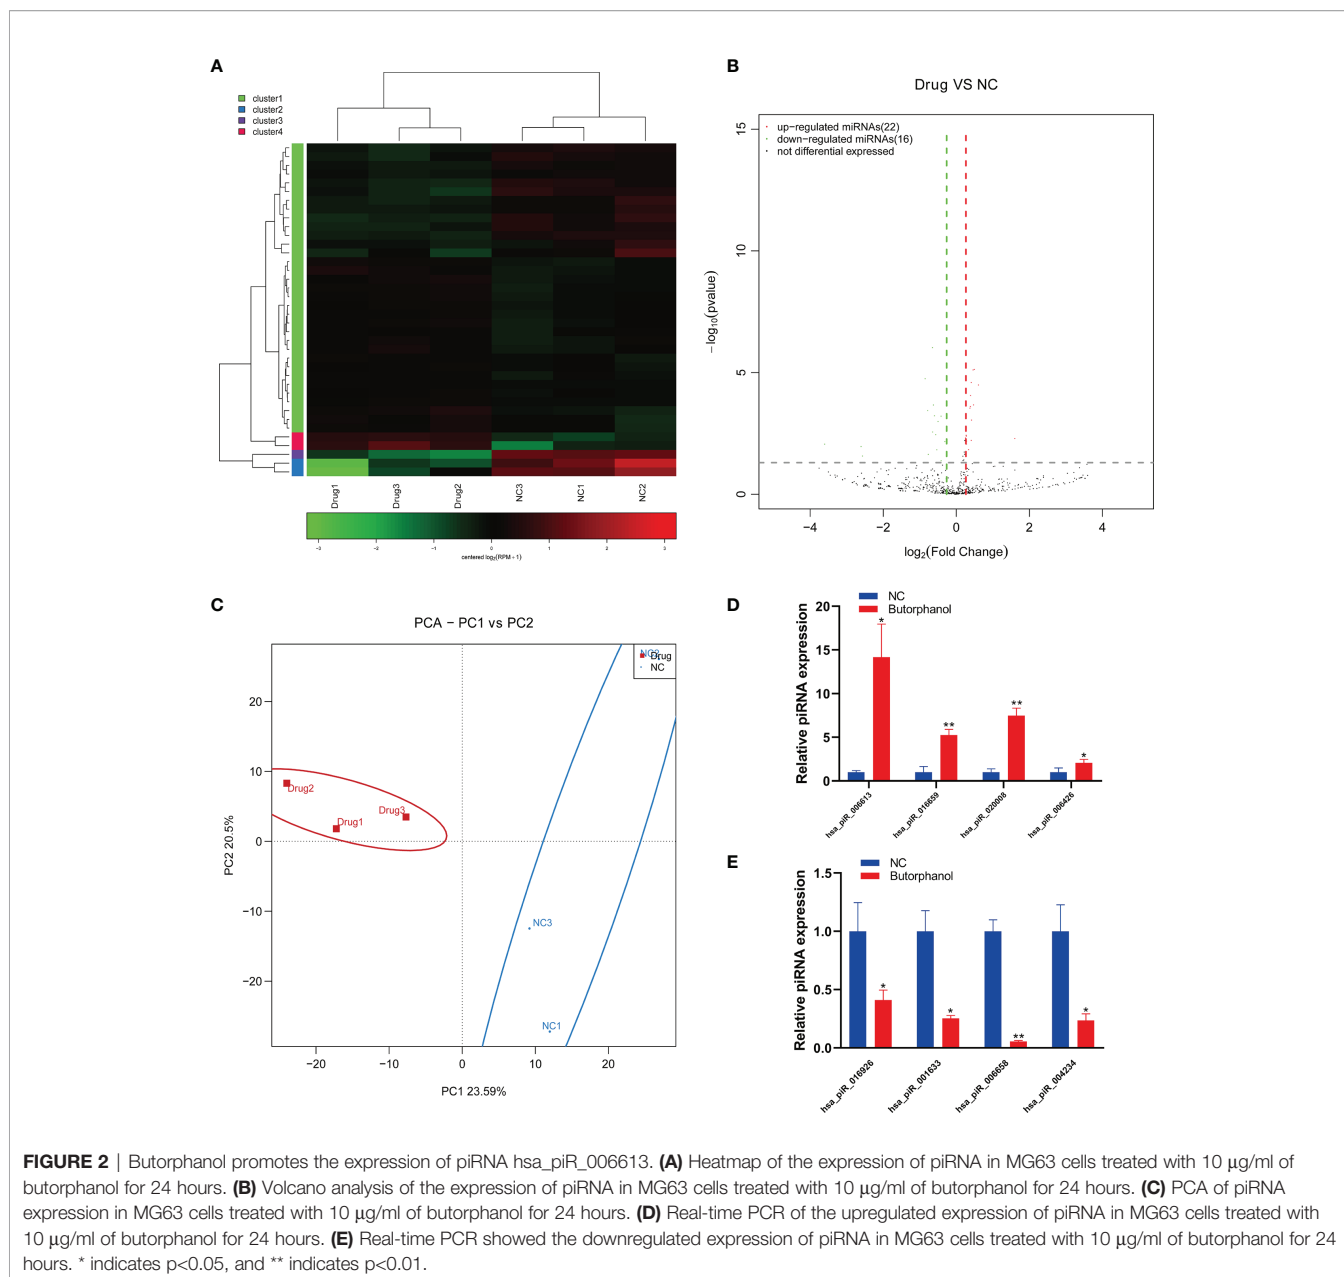 A
cluster1
cluster2
cluster3
cluster4
Drug1
Drug3
Drug2
NC3
NC1
NC2
−3
−2
−1
0
1
2
3
centered log2(RPM+1)
B
Drug VS NC
up−regulated miRNAs(22)
down−regulated miRNAs(16)
not differential expressed
15
10
5
0
−log10(pvalue)
−4
−2
0
2
4
log2(Fold Change)
C
PCA − PC1 vs PC2
Drug
NC
NC2
Drug2
Drug1
Drug3
NC3
NC1
20
10
0
−10
−20
PC2 20.5%
−20
−10
0
10
20
PC1 23.59%
D
NC
Butorphanol
Relative piRNA expression
20
15
10
5
0
*
**
**
*
hsa_piR_006613
hsa_piR_016659
hsa_piR_020008
hsa_piR_006426
E
NC
Butorphanol
Relative piRNA expression
1.5
1.0
0.5
0.0
*
*
**
*
hsa_piR_016926
hsa_piR_001633
hsa_piR_006658
hsa_piR_004234
FIGURE 2 | Butorphanol promotes the expression of piRNA hsa_piR_006613. (A) Heatmap of the expression of piRNA in MG63 cells treated with 10 μg/ml of
butorphanol for 24 hours. (B) Volcano analysis of the expression of piRNA in MG63 cells treated with 10 μg/ml of butorphanol for 24 hours. (C) PCA of piRNA
expression in MG63 cells treated with 10 μg/ml of butorphanol for 24 hours. (D) Real-time PCR of the upregulated expression of piRNA in MG63 cells treated with
10 μg/ml of butorphanol for 24 hours. (E) Real-time PCR showed the downregulated expression of piRNA in MG63 cells treated with 10 μg/ml of butorphanol for 24
hours. * indicates p<0.05, and ** indicates p<0.01.